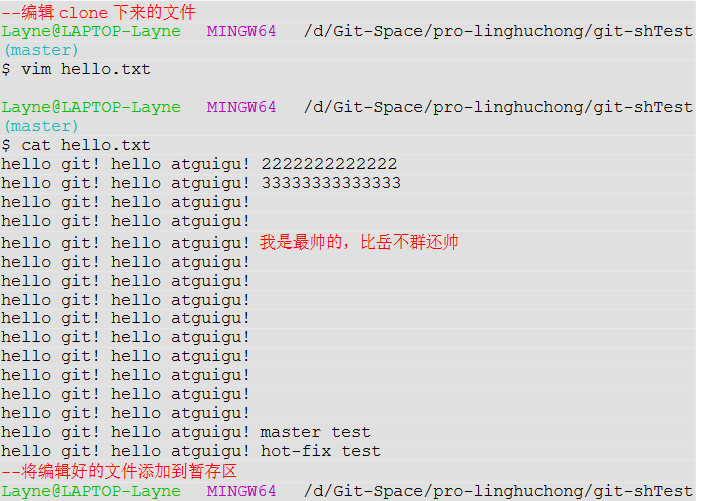 --编辑 clone 下来的文件
Layne@LAPTOP-Layne MINGW64 /d/Git-Space/pro-linghuchong/git-shTest
(master)
$ vim hello.txt
Layne@LAPTOP-Layne MINGW64 /d/Git-Space/pro-linghuchong/git-shTest
(master)
$ cat hello.txt
hello git! hello atguigu! 2222222222222
hello git! hello atguigu! 33333333333333
hello git! hello atguigu!
hello git! hello atguigu!
hello git! hello atguigu! 我是最帅的，比岳不群还帅
hello git! hello atguigu!
hello git! hello atguigu!
hello git! hello atguigu!
hello git! hello atguigu!
hello git! hello atguigu!
hello git! hello atguigu!
hello git! hello atguigu!
hello git! hello atguigu!
hello git! hello atguigu!
hello git! hello atguigu! master test
hello git! hello atguigu! hot-fix test
--将编辑好的文件添加到暂存区
Layne@LAPTOP-Layne MINGW64 /d/Git-Space/pro-linghuchong/git-shTest